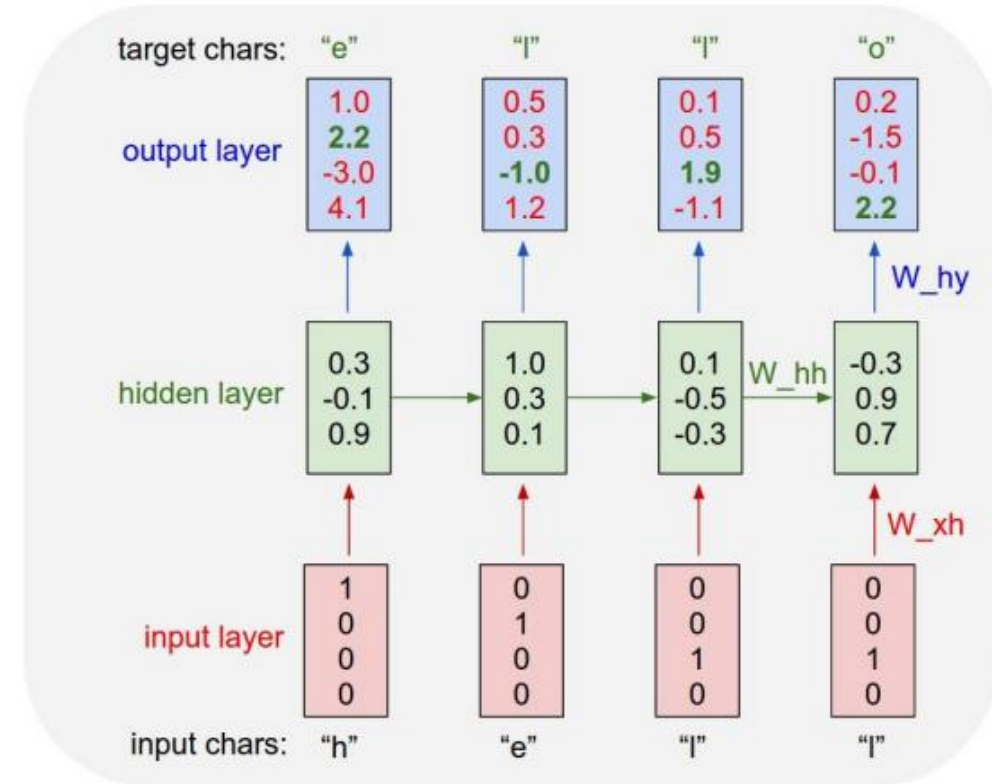 target chars: “e” “l” “l” “o”
1.0 0.5 0.1 0.2
2.2 0.3 0.5 -1.5
output layer
-3.0 -1.0 1.9 -0.1
4.1 1.2 -1.1 2.2
W_hy
0.3 1.0 0.1 -0.3
W_hh
hidden layer -0.1 0.3 -0.5 0.9
0.9 0.1 -0.3 0.7
W_xh
1 0 0 0
0 1 0 0
input layer
0 0 1 1
0 0 0 0
input chars: “h” “e” “l” “l”